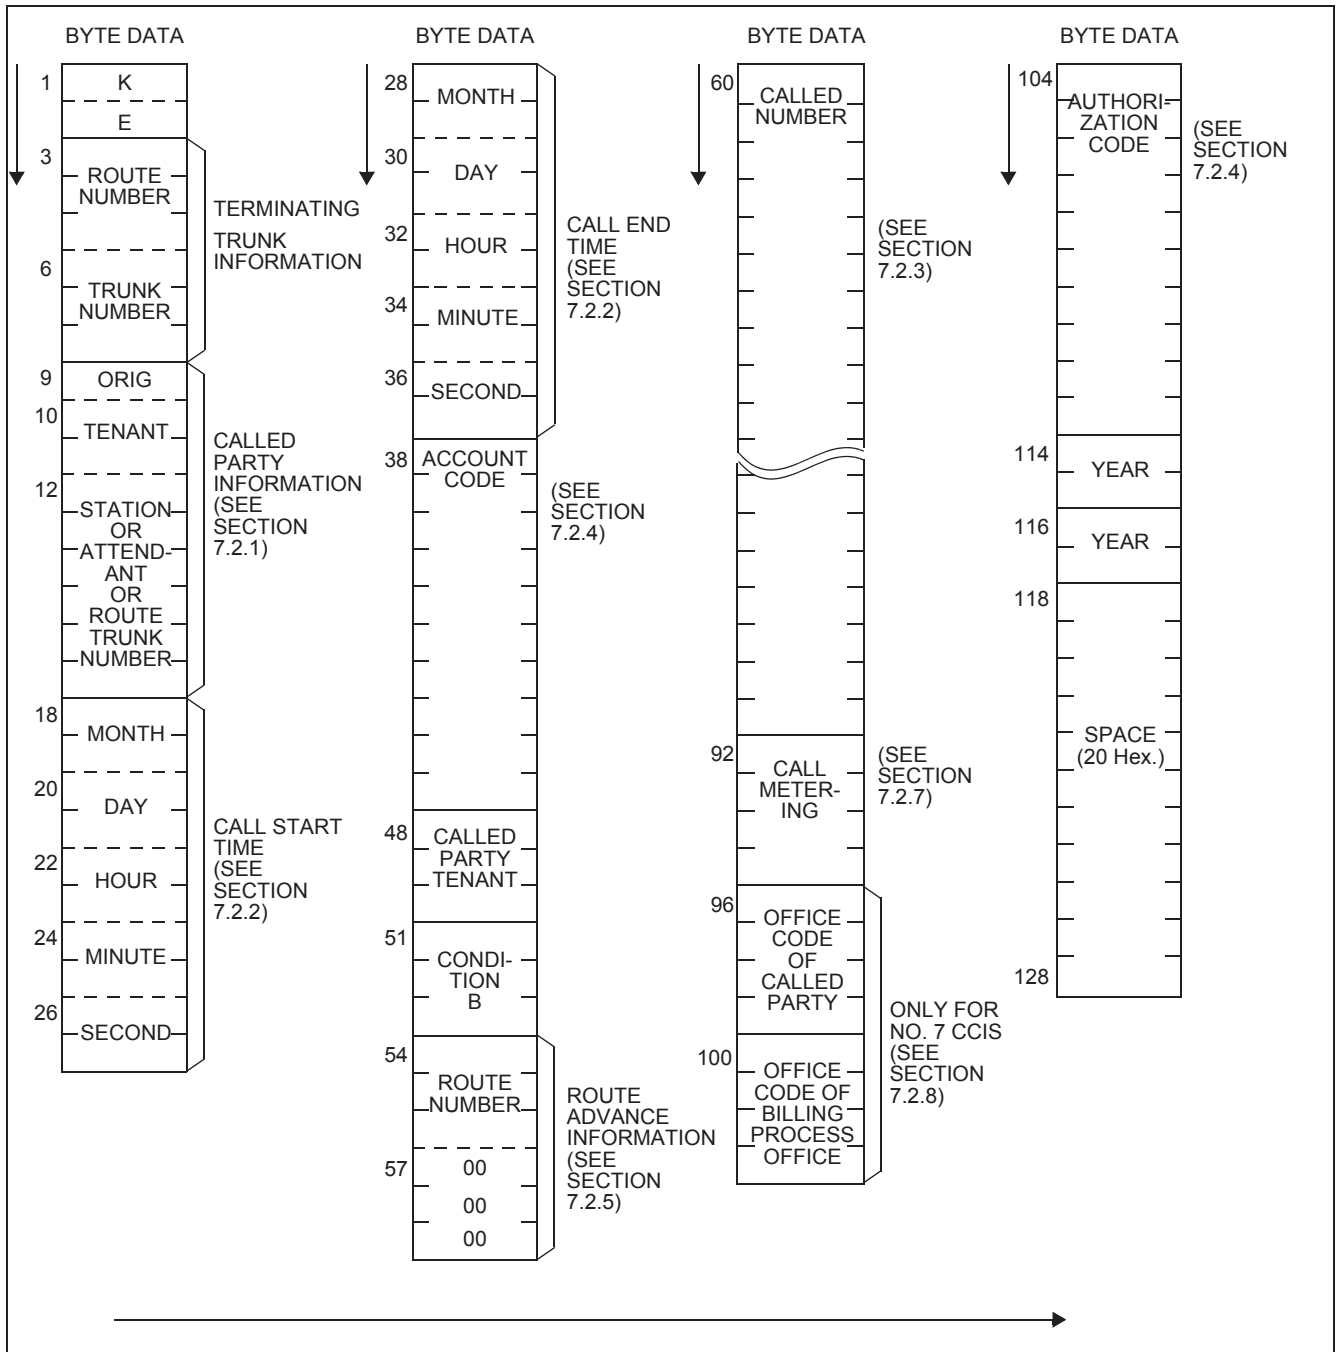 BYTE DATA
1
K
E
3
ROUTE
NUMBER
6
TRUNK
NUMBER
TERMINATING
TRUNK
INFORMATION
9
ORIG
10
TENANT
12
STATION
OR
ATTEND-
ANT
OR
ROUTE
TRUNK
NUMBER
CALLED
PARTY
INFORMATION
(SEE
SECTION
7.2.1)
18
MONTH
20
DAY
22
HOUR
24
MINUTE
26
SECOND
CALL START
TIME
(SEE
SECTION
7.2.2)
BYTE DATA
28
MONTH
30
DAY
32
HOUR
34
MINUTE
36
SECOND
CALL END
TIME
(SEE
SECTION
7.2.2)
38
ACCOUNT
CODE
(SEE
SECTION
7.2.4)
48
CALLED
PARTY
TENANT
51
CONDI-
TION
B
54
ROUTE
NUMBER
57
00
00
00
ROUTE
ADVANCE
INFORMATION
(SEE
SECTION
7.2.5)
BYTE DATA
60
CALLED
NUMBER
(SEE
SECTION
7.2.3)
92
CALL
METER-
ING
(SEE
SECTION
7.2.7)
96
OFFICE
CODE
OF
CALLED
PARTY
100
OFFICE
CODE OF
BILLING
PROCESS
OFFICE
ONLY FOR
NO. 7 CCIS
(SEE
SECTION
7.2.8)
BYTE DATA
104
AUTHORI-
ZATION
CODE
(SEE
SECTION
7.2.4)
114
YEAR
116
YEAR
118
SPACE
(20 Hex.)
128